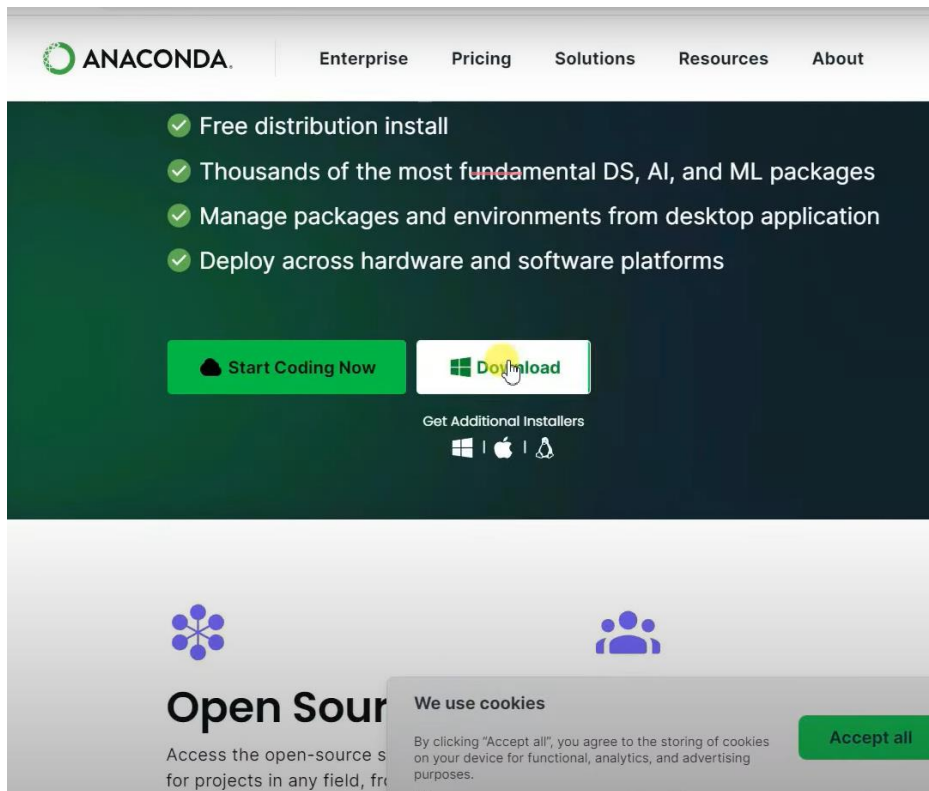 ANACONDA.
Enterprise Pricing Solutions Resources About
Free distribution install
Thousands of the most fundamental DS, AI, and ML packages
Manage packages and environments from desktop application
Deploy across hardware and software platforms
Start Coding Now
Download
Get Additional Installers
Open Sour
Access the open-source s
for projects in any field, fr
We use cookies
By clicking “Accept all”, you agree to the storing of cookies
on your device for functional, analytics, and advertising
purposes.
Accept all